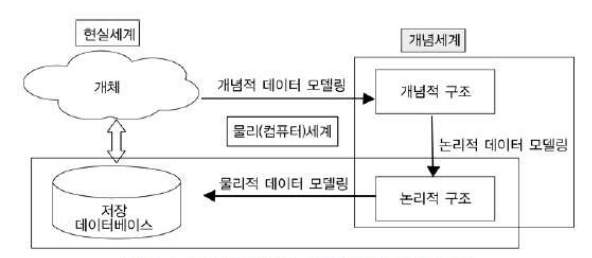 현실세계
개념세계
개체
개념적 데이터 모델링
개념적 구조
물리(컴퓨터)세계
논리적 데이터 모델링
물리적 데이터 모델링
논리적 구조
저장
데이터베이스